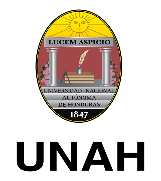 LUCEM ASPICIO
UNIVERSIDAD NACIONAL
AUTÓNOMA
DE HONDURAS
1847
UNAH